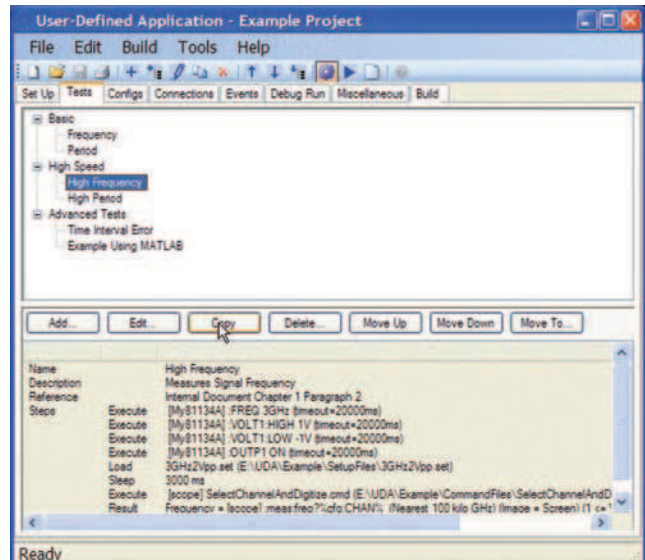 User-Defined Application - Example Project
File Edit Build Tools Help
Set Up Tests Configs Connections Events Debug Run Miscellaneous Build
Basic
Frequency
Period
High Speed
High Frequency
High Period
Advanced Tests
Time Interval Error
Example Using MATLAB
Add... Edit... Copy Delete... Move Up Move Down Move To...
Name High Frequency
Description Measures Signal Frequency
Reference Internal Document Chapter 1 Paragraph 2
Steps Execute [My81134A] :FREQ 3GHz (timeout=20000ms)
Execute [My81134A] :VOLT1:HIGH 1V (timeout=20000ms)
Execute [My81134A] :VOLT1:LOW -1V (timeout=20000ms)
Execute [My81134A] :OUTP1 ON (timeout=20000ms)
Load 3GHz2Vpp.set (E:\UDA\Example\SetupFiles\3GHz2Vpp.set)
Sleep 3000 ms
Execute [scope] SelectChannelAndDigitize.cmd (E:\UDA\Example\CommandFiles\SelectChannelAndD
Result Frequency = [scope] :meas:freq?%cfg:CHAN% (Nearest 100 kilo GHz) (Image = Screen) (1 <=
Ready